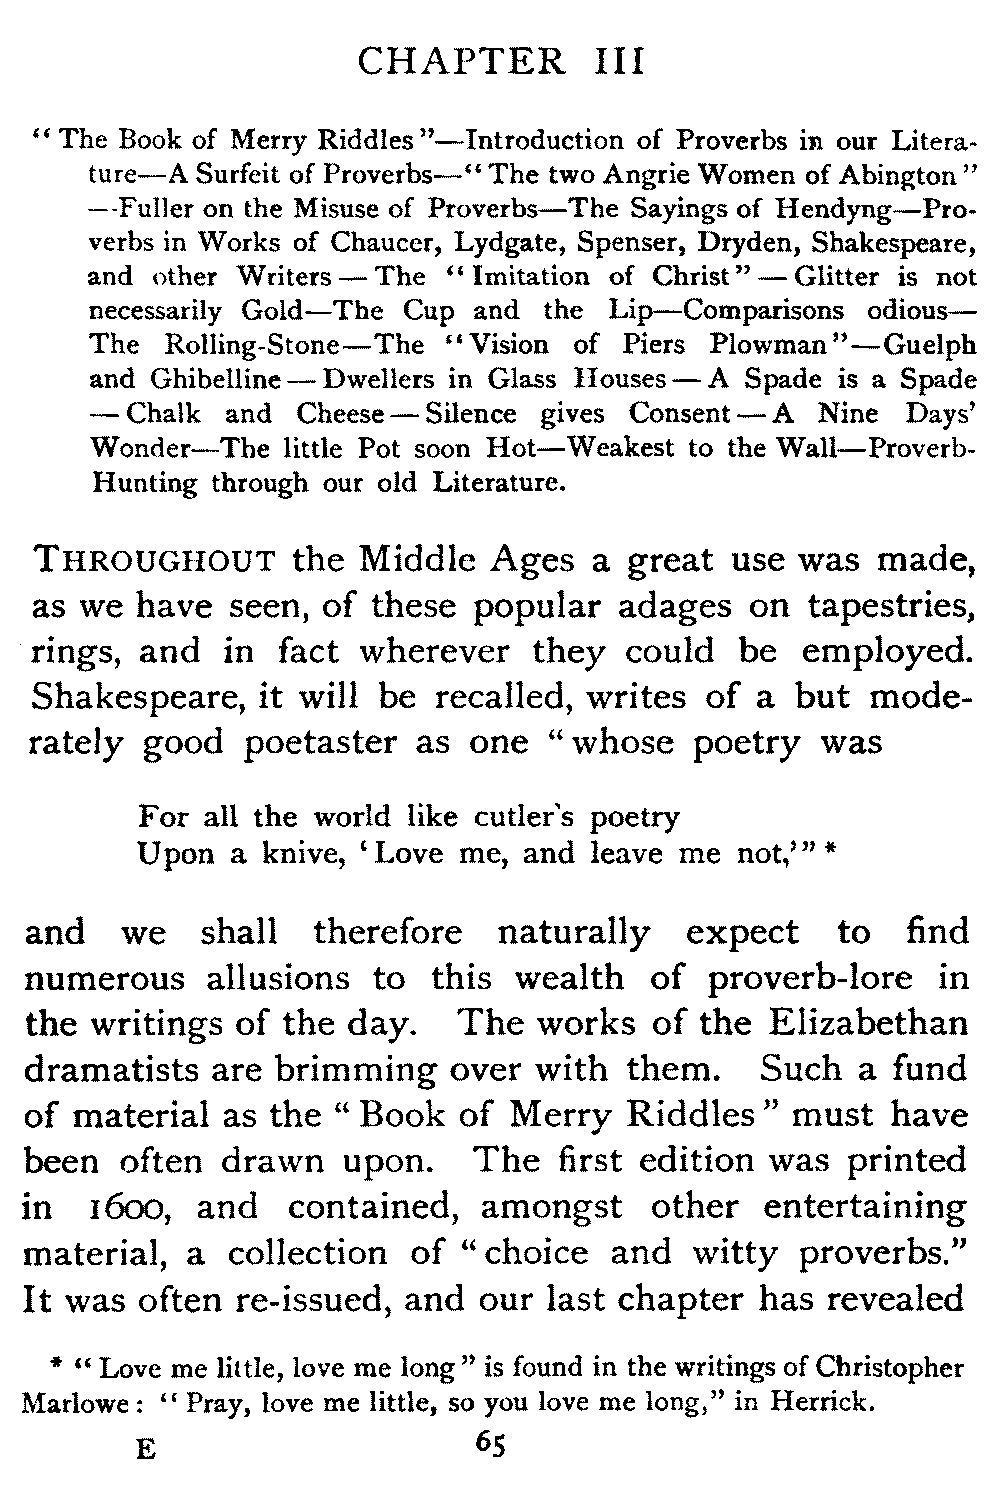 CHAPTER III
“The Book of Merry Riddles”—Introduction of Proverbs in our Litera-
ture—A Surfeit of Proverbs—“The two Angrie Women of Abington”
—Fuller on the Misuse of Proverbs—The Sayings of Hendyng—Pro-
verbs in Works of Chaucer, Lydgate, Spenser, Dryden, Shakespeare,
and other Writers—The “Imitation of Christ”—Glitter is not
necessarily Gold—The Cup and the Lip—Comparisons odious—
The Rolling-Stone—The “Vision of Piers Plowman”—Guelph
and Ghibelline—Dwellers in Glass Houses—A Spade is a Spade
—Chalk and Cheese—Silence gives Consent—A Nine Days’
Wonder—The little Pot soon Hot—Weakest to the Wall—Proverb-
Hunting through our old Literature.
THROUGHOUT the Middle Ages a great use was made,
as we have seen, of these popular adages on tapestries,
rings, and in fact wherever they could be employed.
Shakespeare, it will be recalled, writes of a but mode-
rately good poetaster as one “whose poetry was
For all the world like cutler's poetry
Upon a knive, ‘Love me, and leave me not,’” *
and we shall therefore naturally expect to find
numerous allusions to this wealth of proverb-lore in
the writings of the day. The works of the Elizabethan
dramatists are brimming over with them. Such a fund
of material as the “Book of Merry Riddles” must have
been often drawn upon. The first edition was printed
in 1600, and contained, amongst other entertaining
material, a collection of “choice and witty proverbs.”
It was often re-issued, and our last chapter has revealed
* “Love me little, love me long” is found in the writings of Christopher
Marlowe: “Pray, love me little, so you love me long,” in Herrick.
E 65